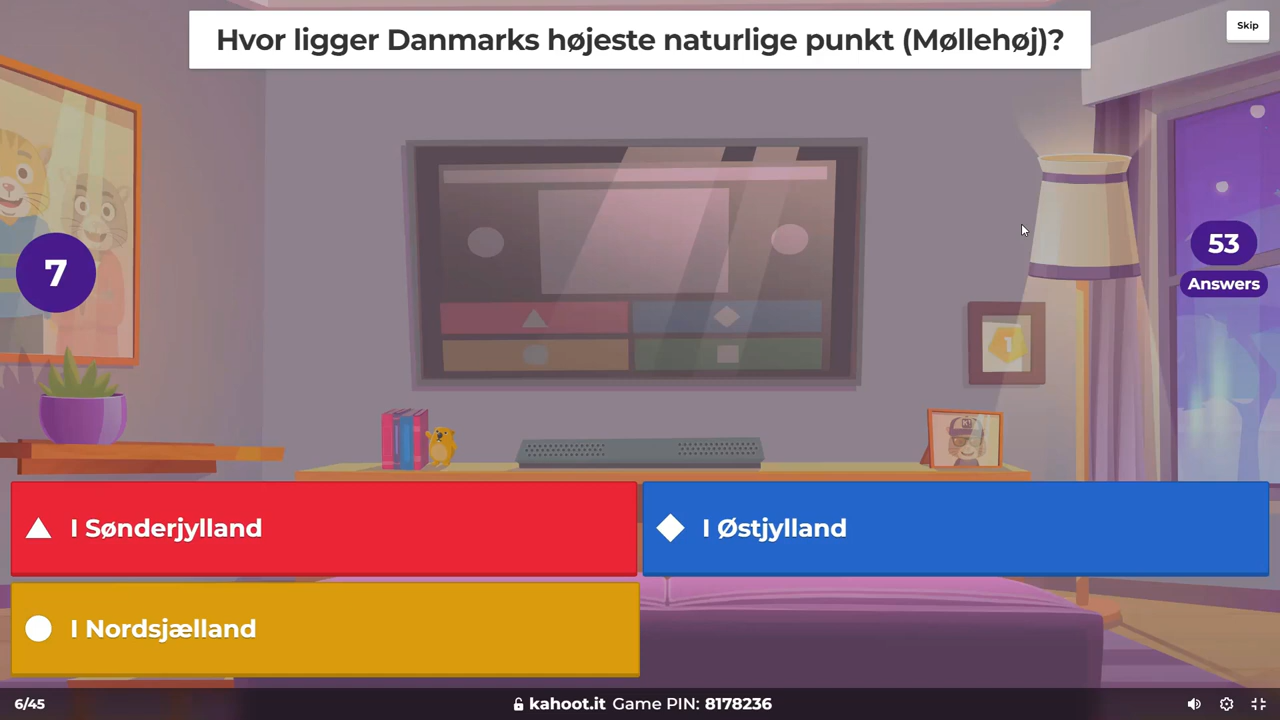 Hvor ligger Danmarks højeste naturlige punkt (Møllehøj)?
Skip
7
53
Answers
1
I Sønderjylland
I Østjylland
I Nordsjælland
6/45
kahoot.it Game PIN: 8178236